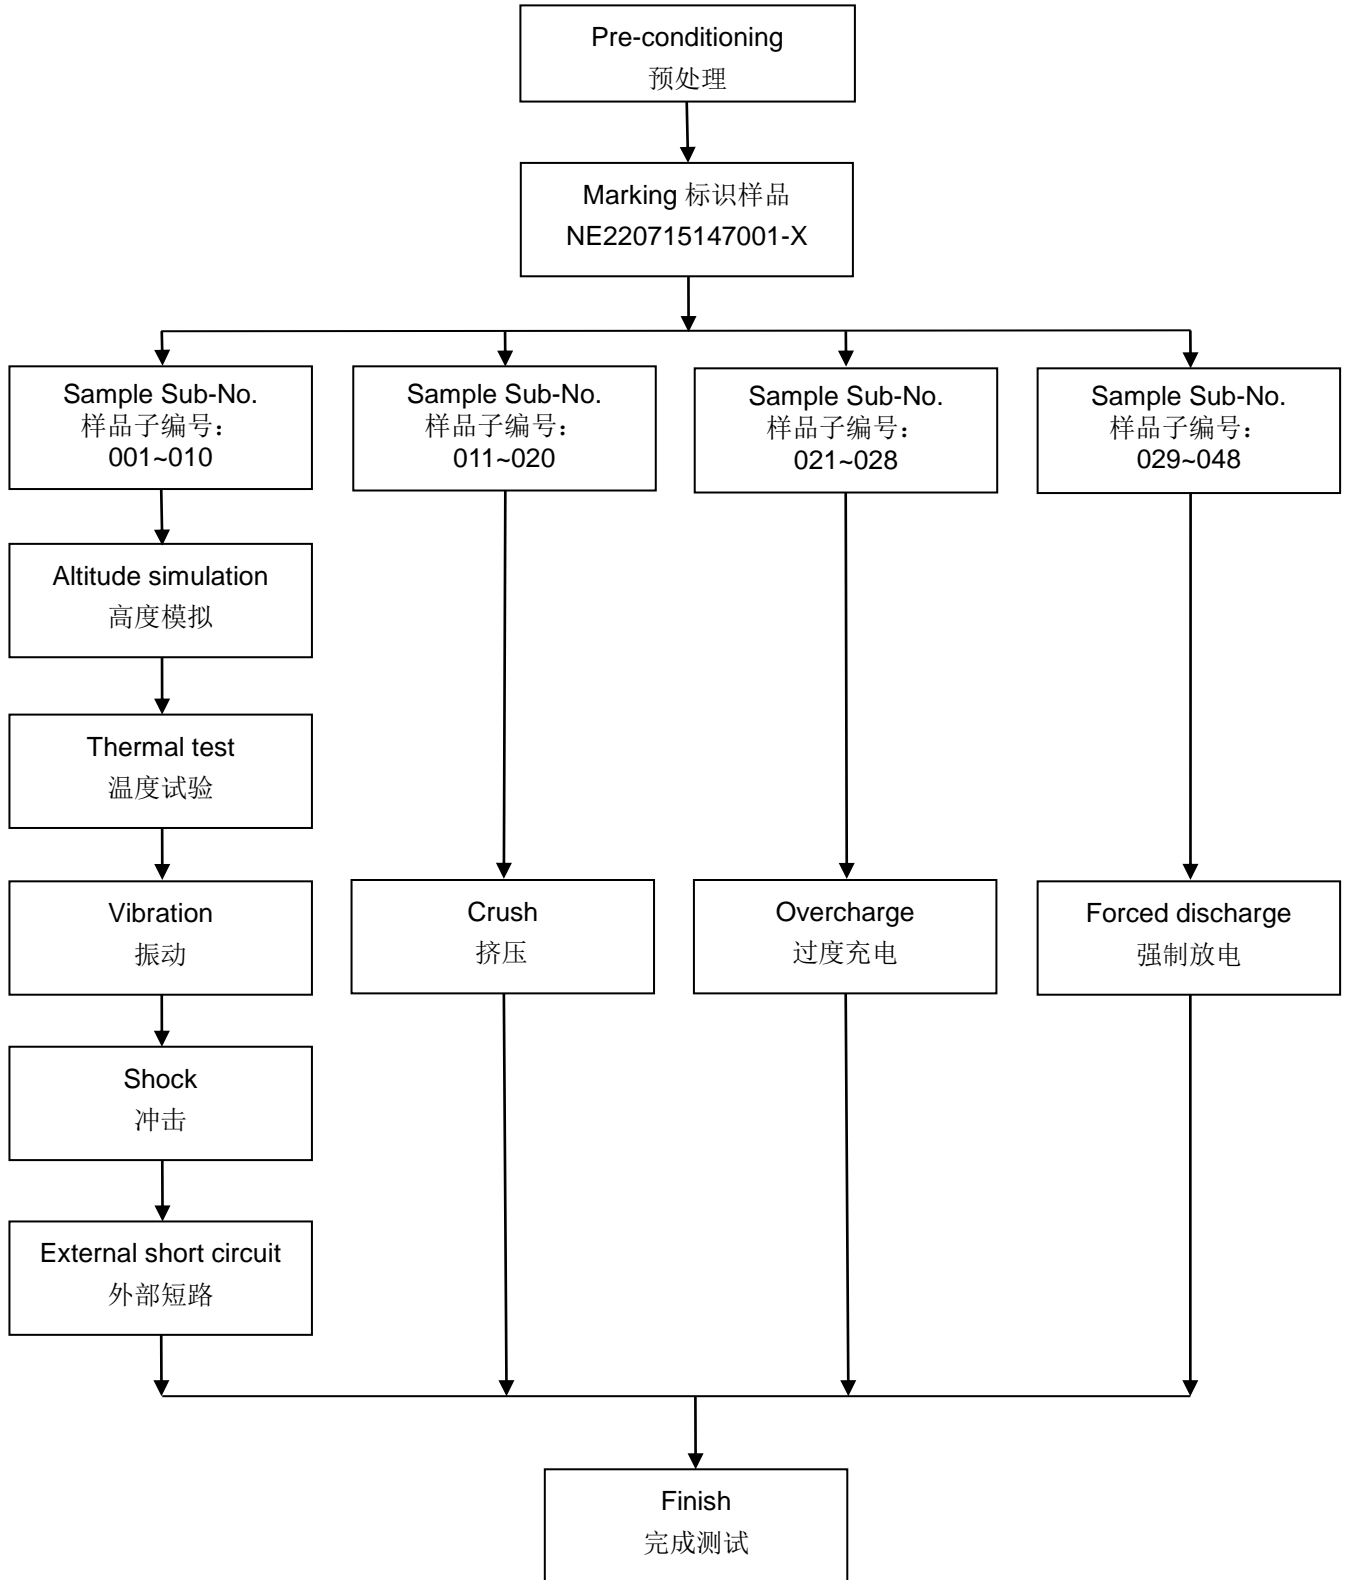 Pre-conditioning
预处理
Marking 标识样品
NE220715147001-X
Sample Sub-No.
样品子编号：
001~010
Sample Sub-No.
样品子编号：
011~020
Sample Sub-No.
样品子编号：
021~028
Sample Sub-No.
样品子编号：
029~048
Altitude simulation
高度模拟
Thermal test
温度试验
Vibration
振动
Crush
挤压
Overcharge
过度充电
Forced discharge
强制放电
Shock
冲击
External short circuit
外部短路
Finish
完成测试